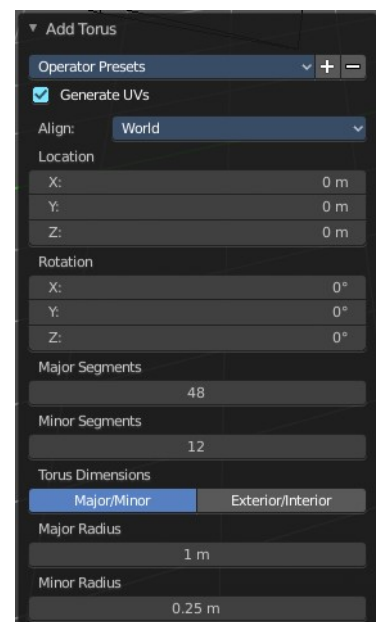 Add Torus
Operator Presets
Generate UVs
Align: World
Location
X: 0 m
Y: 0 m
Z: 0 m
Rotation
X: 0°
Y: 0°
Z: 0°
Major Segments
48
Minor Segments
12
Torus Dimensions
Major/Minor Exterior/Interior
Major Radius
1 m
Minor Radius
0.25 m